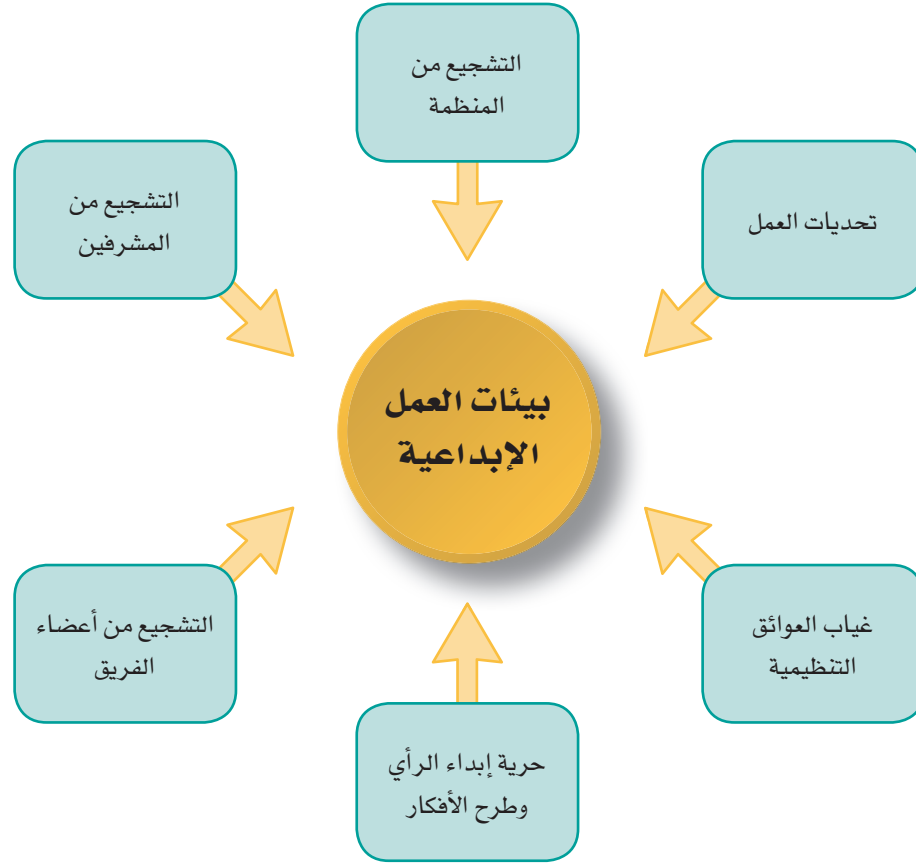 التشجيع من
المنظمة
تحديات العمل
التشجيع من
المشرفين
بيئات العمل
الإبداعية
غياب العوائق
التنظيمية
التشجيع من أعضاء
الفريق
حرية إبداء الرأي
وطرح الأفكار